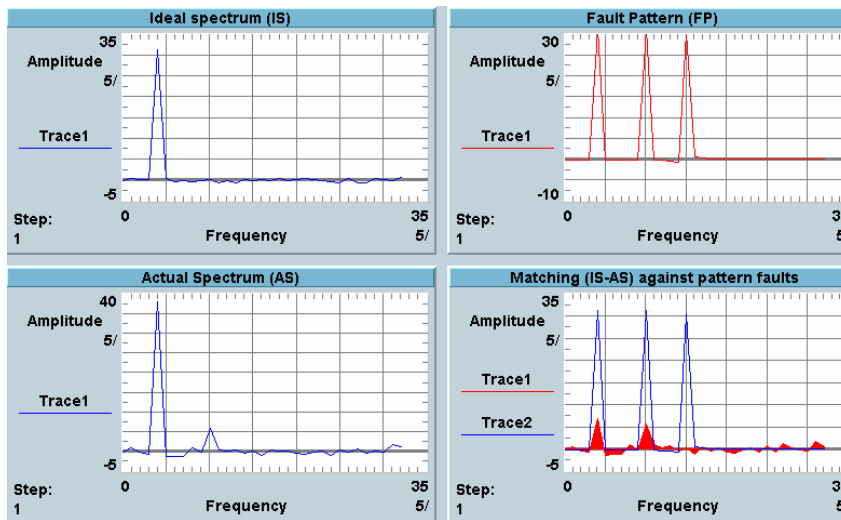 Ideal spectrum (IS)
35
Amplitude
5/
Trace1
-5
Step:
1
0
35
Frequency
5/
Fault Pattern (FP)
30
Amplitude
5/
Trace1
-10
Step:
1
0
Frequency
5/
Actual Spectrum (AS)
40
Amplitude
5/
Trace1
-5
Step:
1
0
35
Frequency
5/
Matching (IS-AS) against pattern faults
35
Amplitude
5/
Trace1
Trace2
-5
Step:
1
0
Frequency
5/